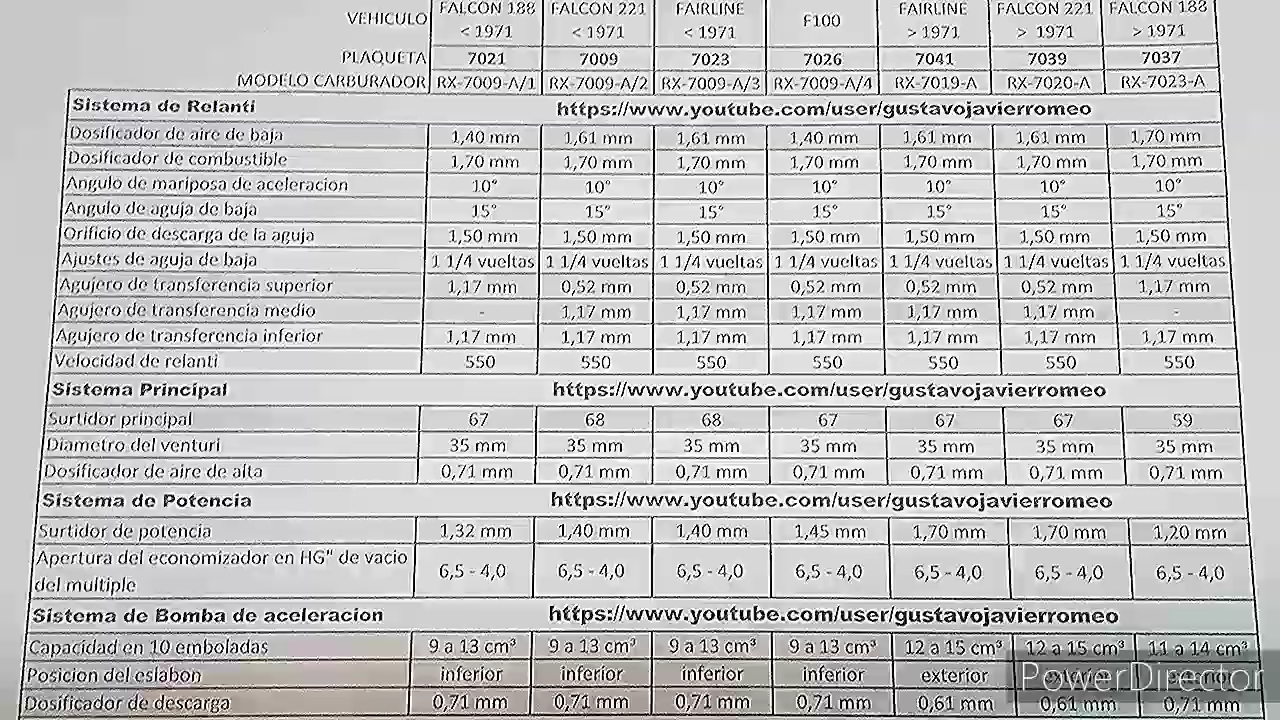 VEHICULO FALCON 188 < 1971 FALCON 221 < 1971 FAIRLINE < 1971 F100 FAIRLINE > 1971 FALCON 221 > 1971 FALCON 188 > 1971
PLAQUETA 7021 7009 7023 7026 7041 7039 7037
MODELO CARBURADOR RX-7009-A/1 RX-7009-A/2 RX-7009-A/3 RX-7009-A/4 RX-7019-A RX-7020-A RX-7023-A
Sistema de Relanti https://www.youtube.com/user/gustavojavierromeo
Dosificador de aire de baja 1,40 mm 1,61 mm 1,61 mm 1,40 mm 1,61 mm 1,61 mm 1,70 mm
Dosificador de combustible 1,70 mm 1,70 mm 1,70 mm 1,70 mm 1,70 mm 1,70 mm 1,70 mm
Angulo de mariposa de aceleracion 10° 10° 10° 10° 10° 10° 10°
Angulo de aguja de baja 15° 15° 15° 15° 15° 15° 15°
Orificio de descarga de la aguja 1,50 mm 1,50 mm 1,50 mm 1,50 mm 1,50 mm 1,50 mm 1,50 mm
Ajustes de aguja de baja 1 1/4 vueltas 1 1/4 vueltas 1 1/4 vueltas 1 1/4 vueltas 1 1/4 vueltas 1 1/4 vueltas 1 1/4 vueltas
Agujero de transferencia superior 1,17 mm 0,52 mm 0,52 mm 0,52 mm 0,52 mm 0,52 mm 1,17 mm
Agujero de transferencia medio - 1,17 mm 1,17 mm 1,17 mm 1,17 mm 1,17 mm -
Agujero de transferencia inferior 1,17 mm 1,17 mm 1,17 mm 1,17 mm 1,17 mm 1,17 mm 1,17 mm
Velocidad de relanti 550 550 550 550 550 550 550
Sistema Principal https://www.youtube.com/user/gustavojavierromeo
Surtidor principal 67 68 68 67 67 67 59
Diametro del venturi 35 mm 35 mm 35 mm 35 mm 35 mm 35 mm 35 mm
Dosificador de aire de alta 0,71 mm 0,71 mm 0,71 mm 0,71 mm 0,71 mm 0,71 mm 0,71 mm
Sistema de Potencia https://www.youtube.com/user/gustavojavierromeo
Surtidor de potencia 1,32 mm 1,40 mm 1,40 mm 1,45 mm 1,70 mm 1,70 mm 1,20 mm
Apertura del economizador en HG" de vacio
del multiple 6,5 - 4,0 6,5 - 4,0 6,5 - 4,0 6,5 - 4,0 6,5 - 4,0 6,5 - 4,0 6,5 - 4,0
Sistema de Bomba de aceleracion https://www.youtube.com/user/gustavojavierromeo
Capacidad en 10 emboladas 9 a 13 cm³ 9 a 13 cm³ 9 a 13 cm³ 9 a 13 cm³ 12 a 15 cm³ 12 a 15 cm³ 11 a 14 cm³
Posicion del eslabon inferior inferior inferior inferior exterior
Dosificador de descarga 0,71 mm 0,71 mm 0,71 mm 0,71 mm 0,61 mm 0,61 mm 0,71 mm
PowerDirector